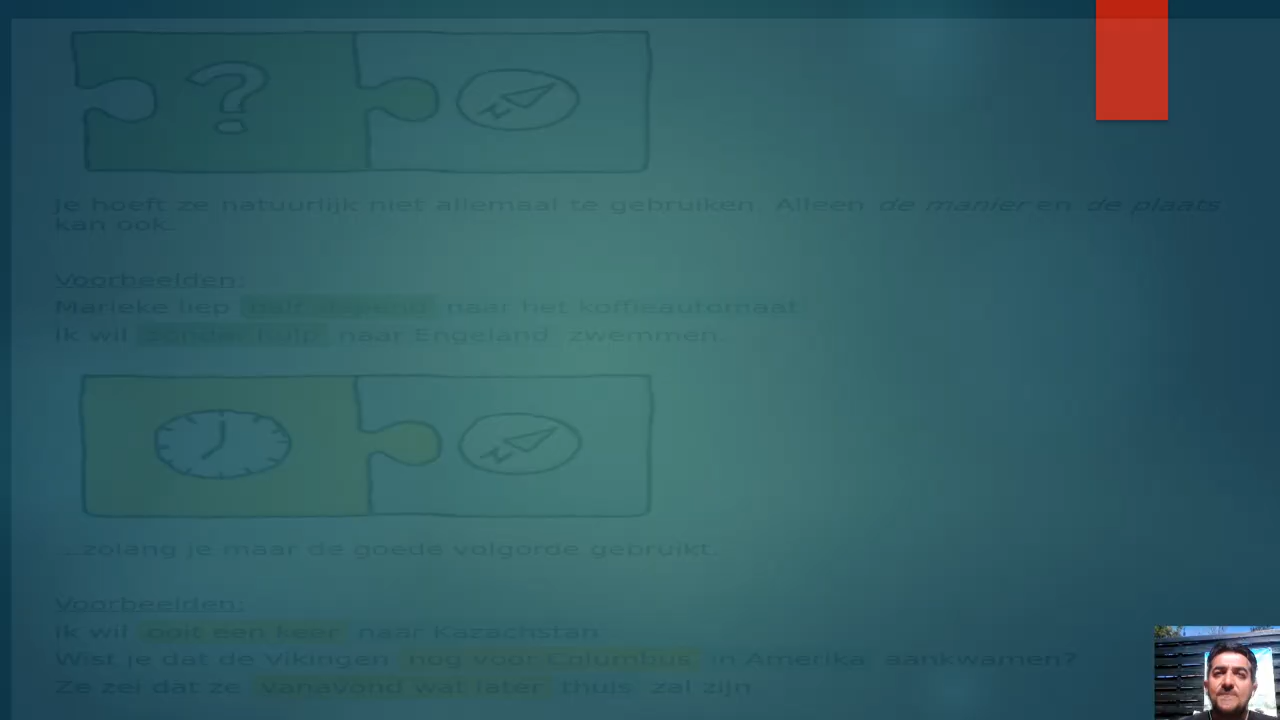 ?
Je hoeft ze natuurlijk niet allemaal te gebruiken. Alleen de manier en de plaats
kan ook.
Voorbeelden:
Marieke liep naar het koffieautomaat.
Ik wil zonder hulp naar Engeland zwemmen.
...zolang je maar de goede volgorde gebruikt.
Voorbeelden:
Ik wil ooit een keer naar Kazachstan.
Wist je dat de Vikingen nog voor Columbus in Amerika aankwamen?
Ze zei dat ze vanavond wat later thuis zal zijn.